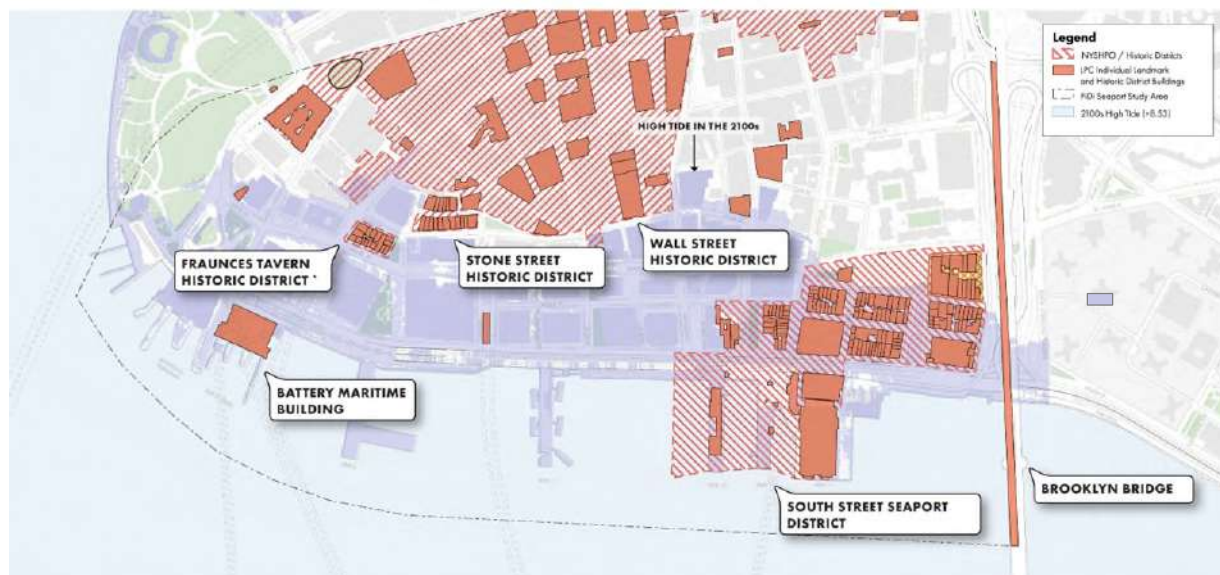 Legend
NYSHPO / Historic Districts
LPC Individual Landmark
and Historic District Buildings
FiDi Seaport Study Area
2100s High Tide (+8.53)
HIGH TIDE IN THE 2100s
FRAUNCES TAVERN
HISTORIC DISTRICT
STONE STREET
HISTORIC DISTRICT
WALL STREET
HISTORIC DISTRICT
BATTERY MARITIME
BUILDING
SOUTH STREET SEAPORT
DISTRICT
BROOKLYN BRIDGE